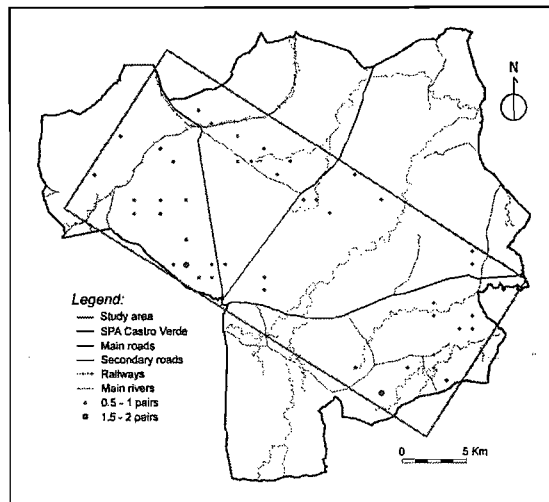 N
Legend:
Study area
SPA Castro Verde
Main roads
Secondary roads
Railways
Main rivers
0.5 - 1 pairs
1.5 - 2 pairs
0 5 Km